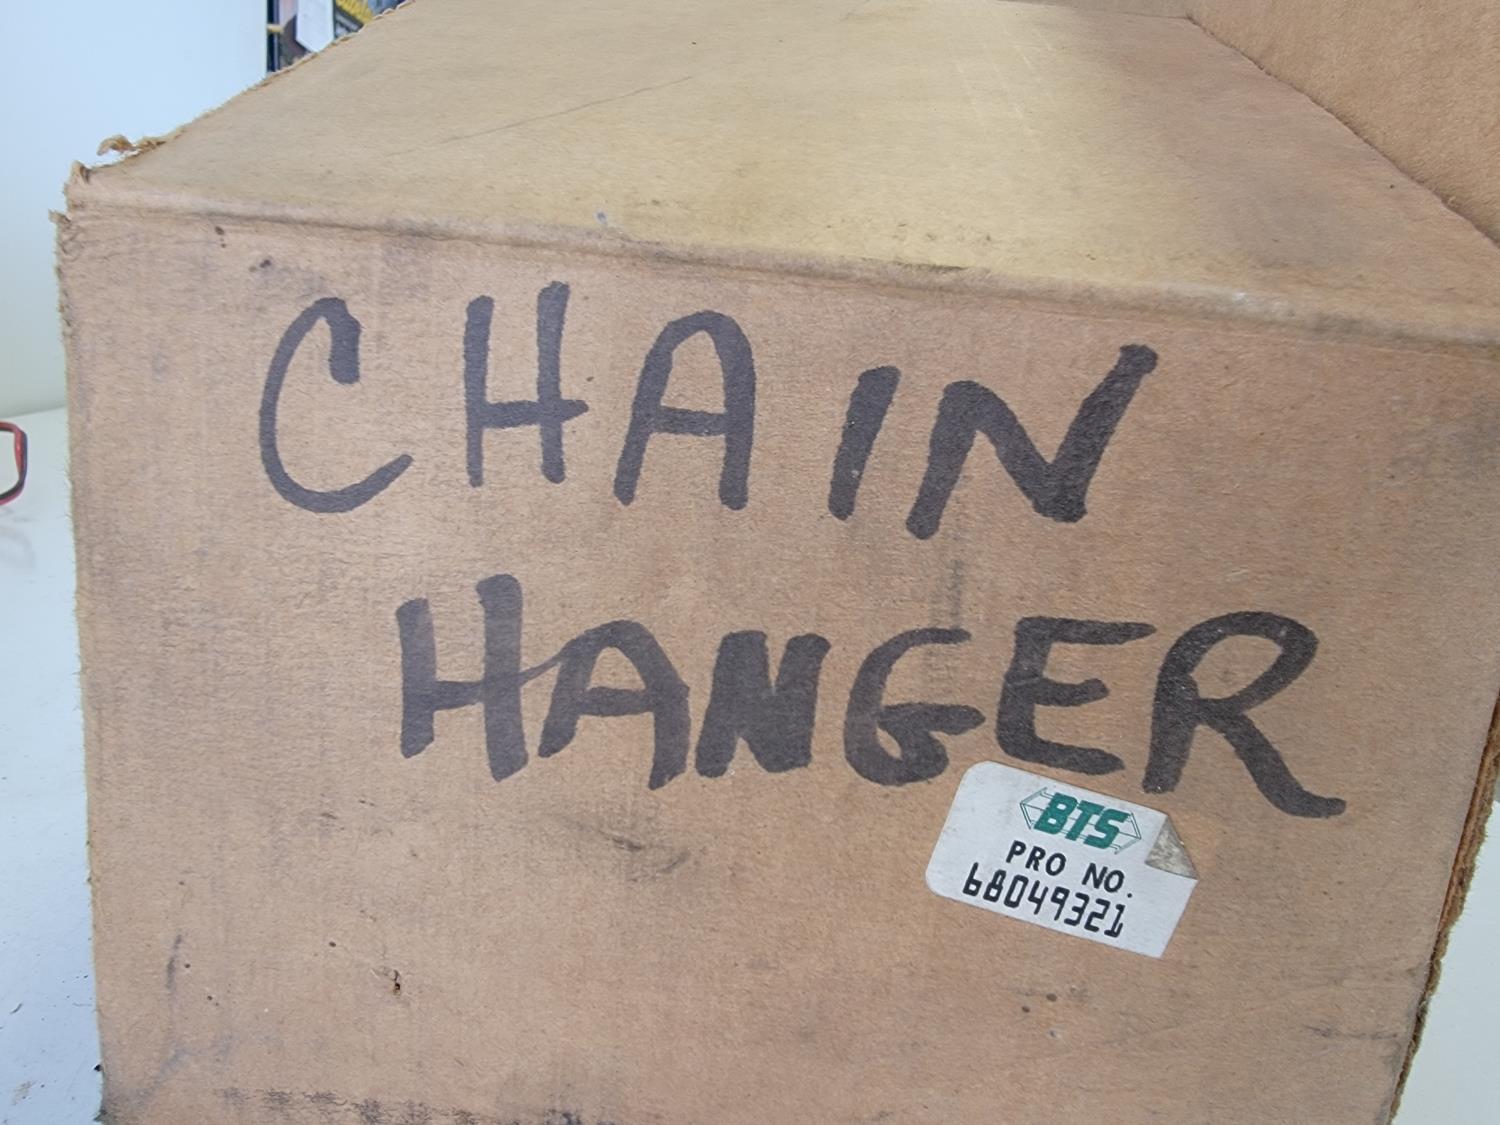 CHAIN
HANGER
BTS
PRO NO.
68049321